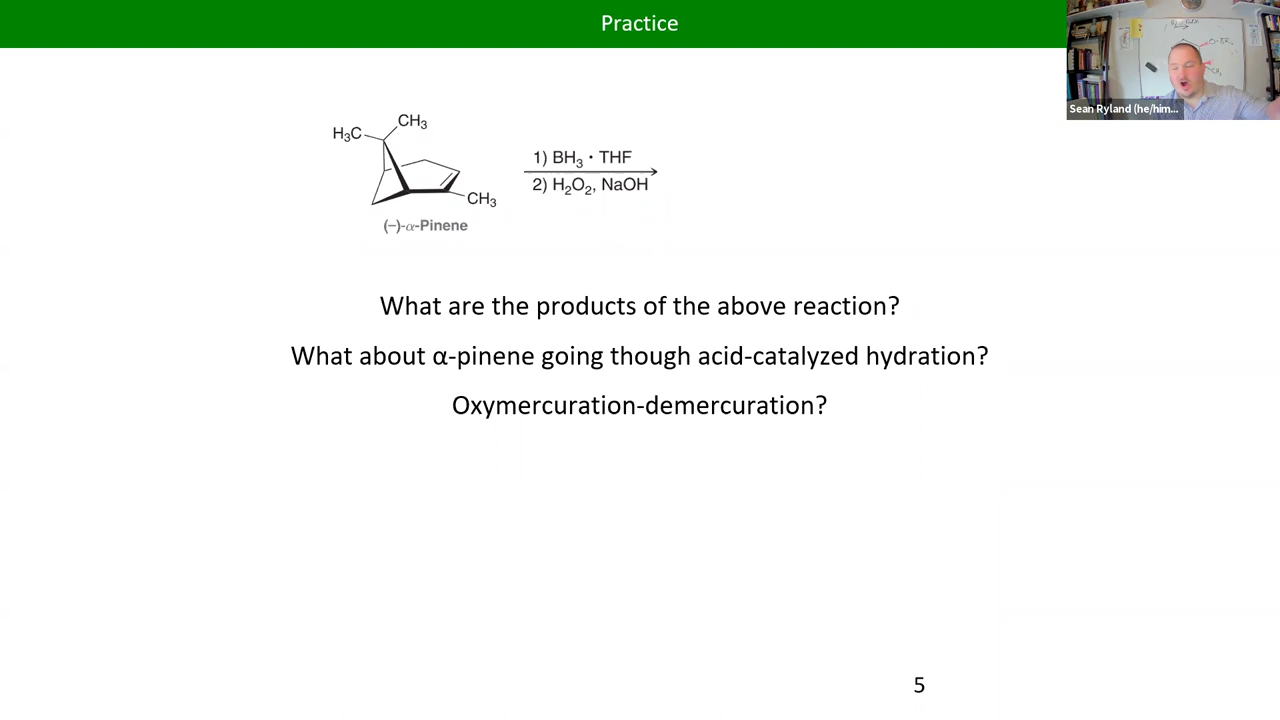 Practice
Sean Ryland (he/him...
H₃C
CH₃
CH₃
(−)-α-Pinene
1) BH₃ • THF
2) H₂O₂, NaOH
What are the products of the above reaction?
What about α-pinene going though acid-catalyzed hydration?
Oxymercuration-demercuration?
5